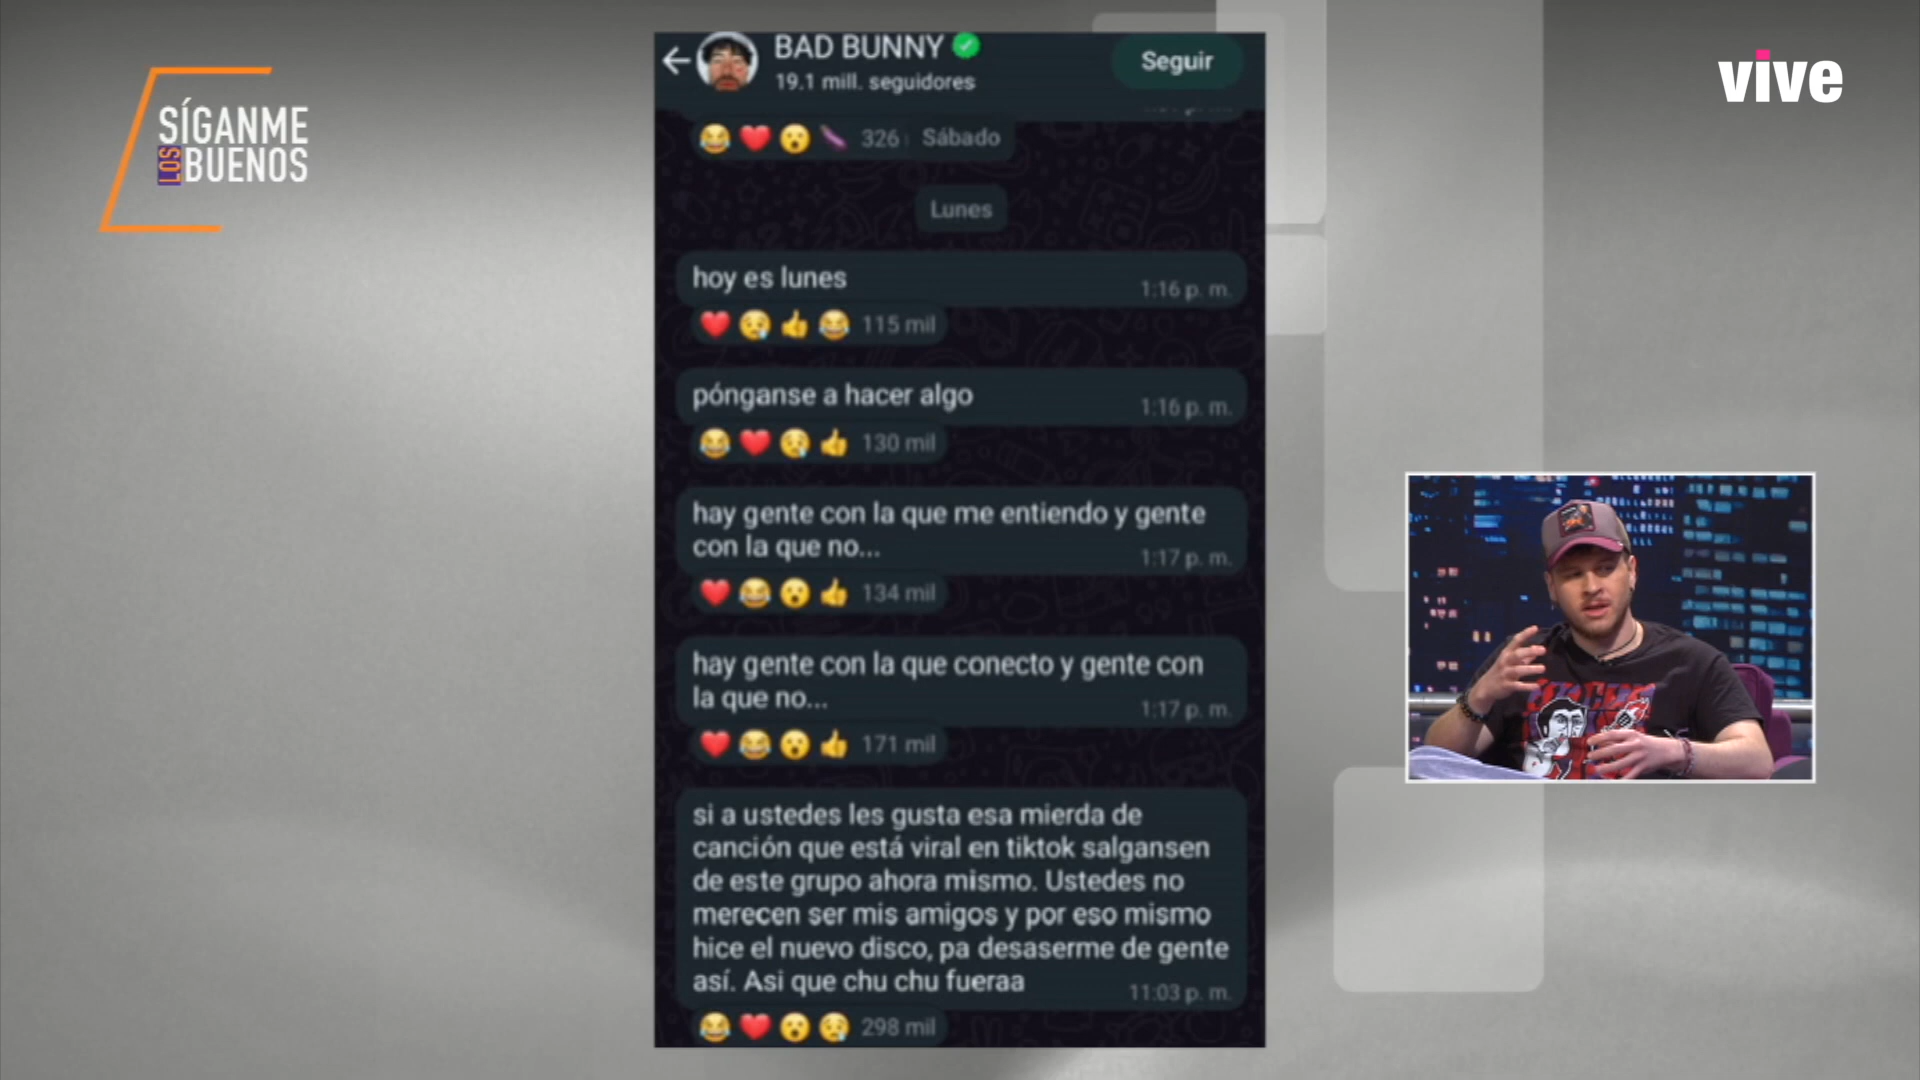 SÍGANME
LOS
BUENOS
vive
BAD BUNNY
19.1 mill. seguidores
Seguir
326
Sábado
Lunes
hoy es lunes
1:16 p. m.
115 mil
pónganse a hacer algo
1:16 p. m.
130 mil
hay gente con la que me entiendo y gente
con la que no...
1:17 p. m.
134 mil
hay gente con la que conecto y gente con
la que no...
1:17 p. m.
171 mil
si a ustedes les gusta esa mierda de
canción que está viral en tiktok salgansen
de este grupo ahora mismo. Ustedes no
merecen ser mis amigos y por eso mismo
hice el nuevo disco, pa desaserme de gente
así. Asi que chu chu fueraa
11:03 p. m.
298 mil